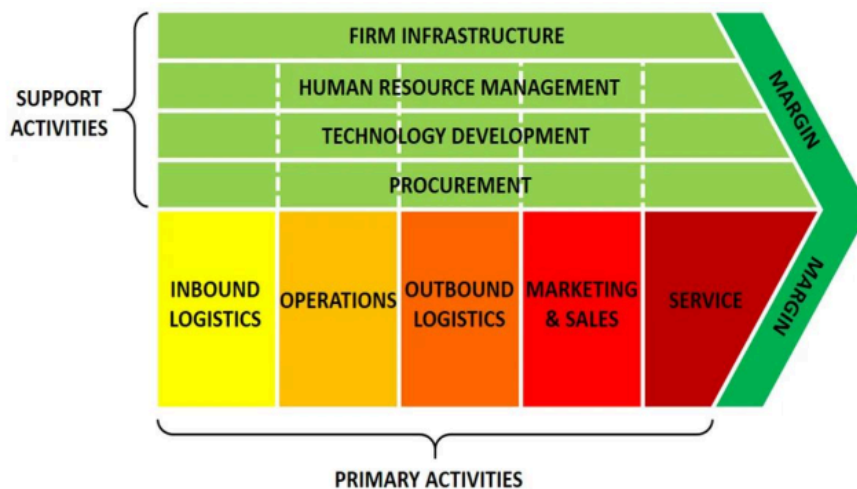 FIRM INFRASTRUCTURE
HUMAN RESOURCE MANAGEMENT
TECHNOLOGY DEVELOPMENT
PROCUREMENT
SUPPORT
ACTIVITIES
MARGIN
MARGIN
INBOUND
LOGISTICS
OPERATIONS
OUTBOUND
LOGISTICS
MARKETING
& SALES
SERVICE
PRIMARY ACTIVITIES